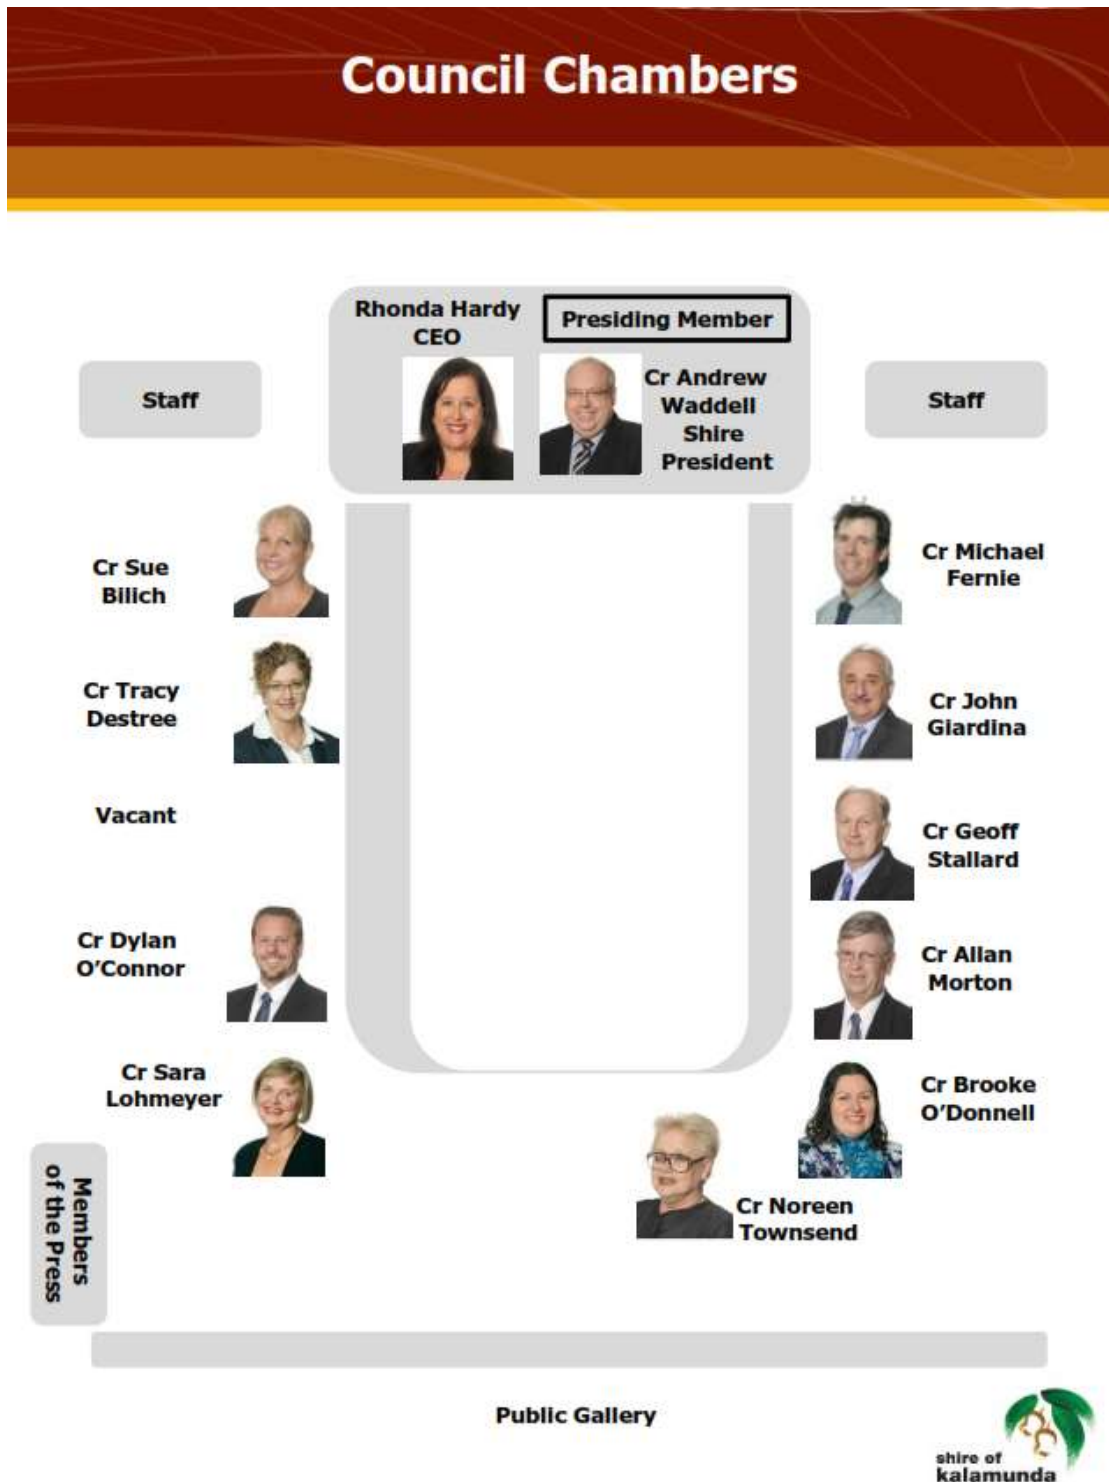 Council Chambers
Rhonda Hardy
CEO
Presiding Member
Cr Andrew
Waddell
Shire
President
Staff
Staff
Cr Sue
Bilich
Cr Michael
Fernie
Cr Tracy
Destree
Cr John
Giardina
Vacant
Cr Geoff
Stallard
Cr Dylan
O'Connor
Cr Allan
Morton
Cr Sara
Lohmeyer
Cr Brooke
O'Donnell
Cr Noreen
Townsend
Members
of the Press
Public Gallery
shire of
kalamunda